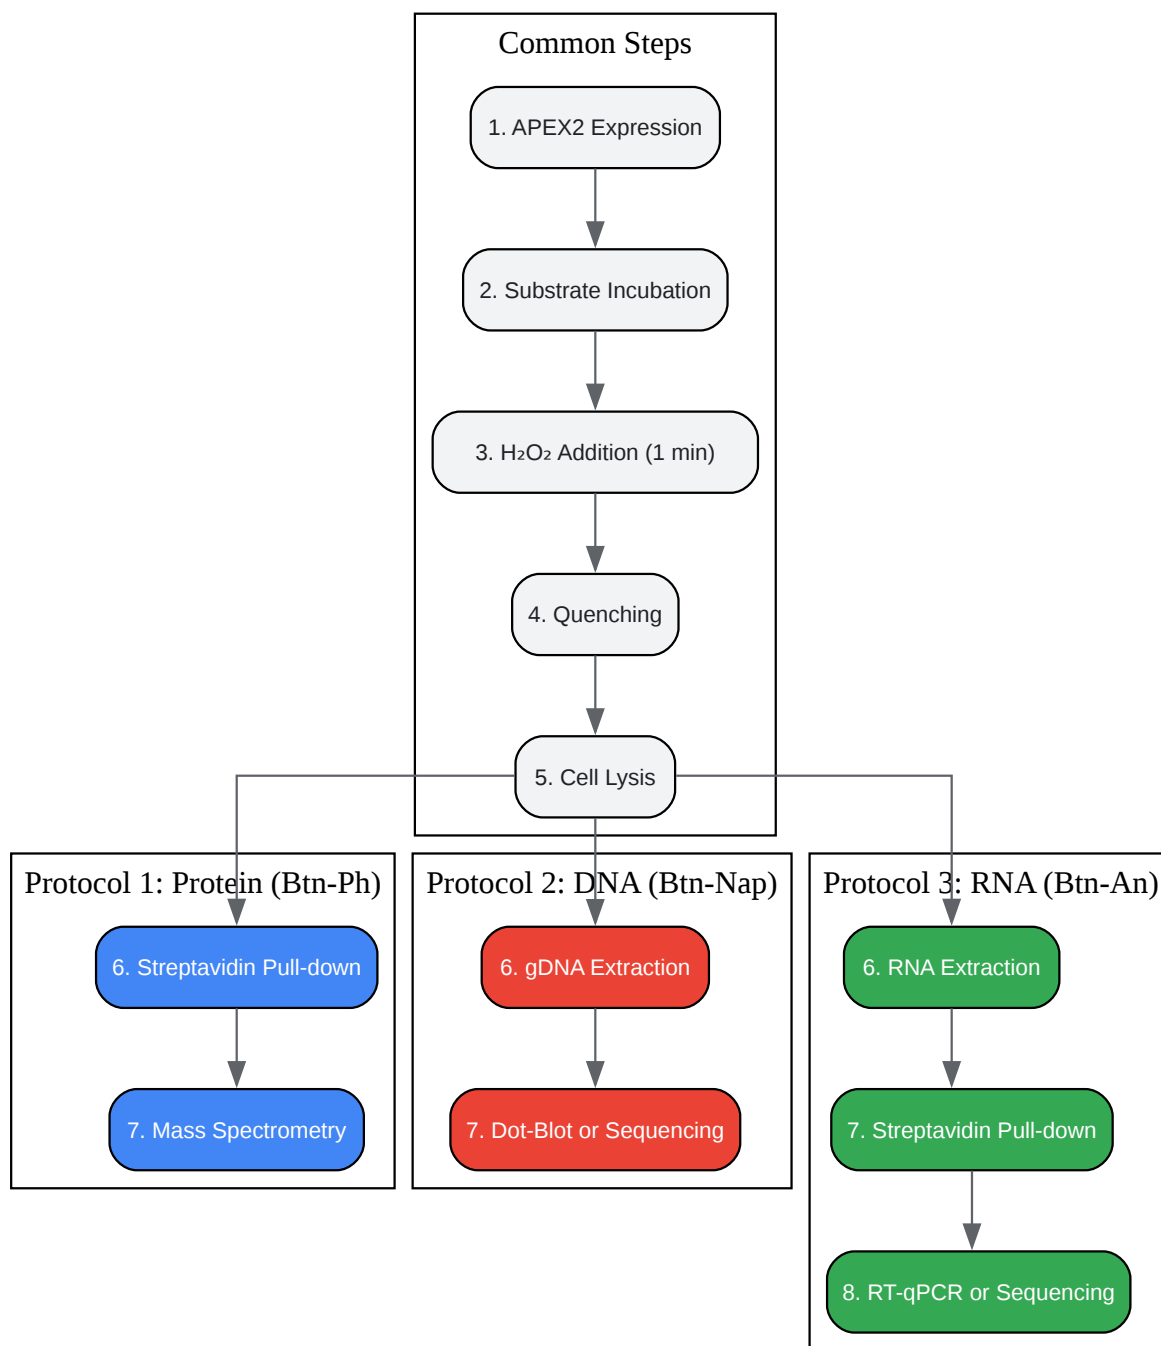 Common Steps
1. APEX2 Expression
2. Substrate Incubation
3. H₂O₂ Addition (1 min)
4. Quenching
5. Cell Lysis
Protocol 1: Protein (Btn-Ph)
6. Streptavidin Pull-down
7. Mass Spectrometry
Protocol 2: DNA (Btn-Nap)
6. gDNA Extraction
7. Dot-Blot or Sequencing
Protocol 3: RNA (Btn-An)
6. RNA Extraction
7. Streptavidin Pull-down
8. RT-qPCR or Sequencing